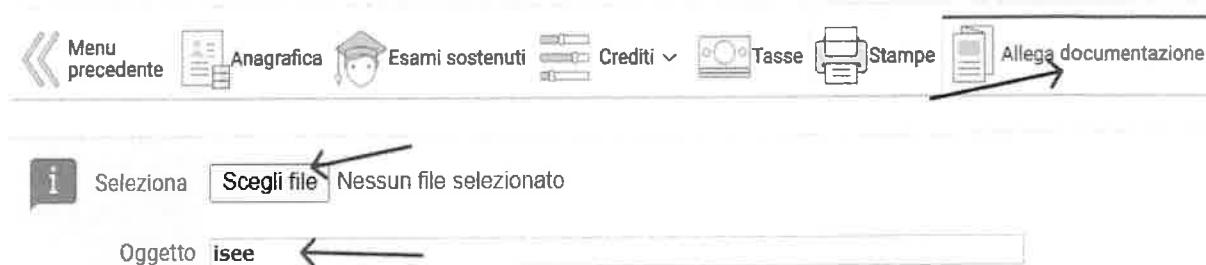 Menu precedente Anagrafica Esami sostenuti Crediti Tasse Stampe Allega documentazione
i Seleziona Scegli file Nessun file selezionato
Oggetto isee